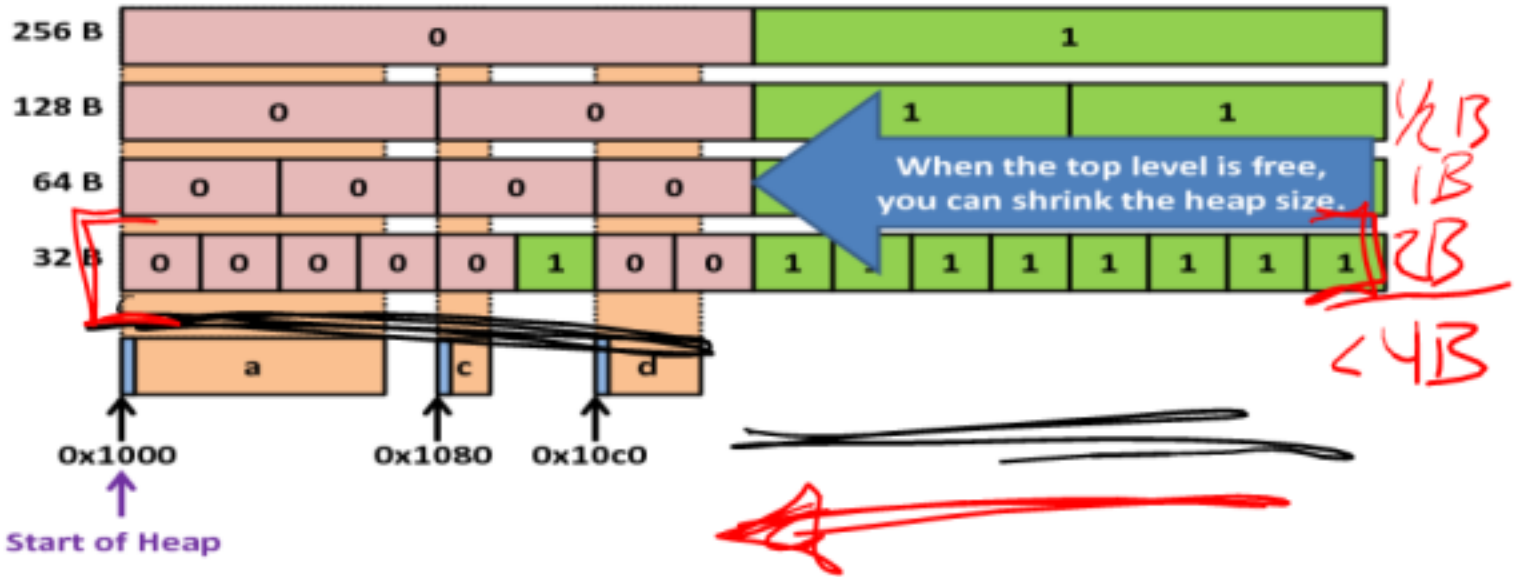 256 B 0 1
128 B 0 0 1 1 1/2 B
When the top level is free,
64 B 0 0 0 0 1B
you can shrink the heap size.
32 B 0 0 0 0 0 1 0 0 1 1 1 1 1 1 1 1 2B
< 4B
a c d
0x1000 0x1080 0x10c0
Start of Heap